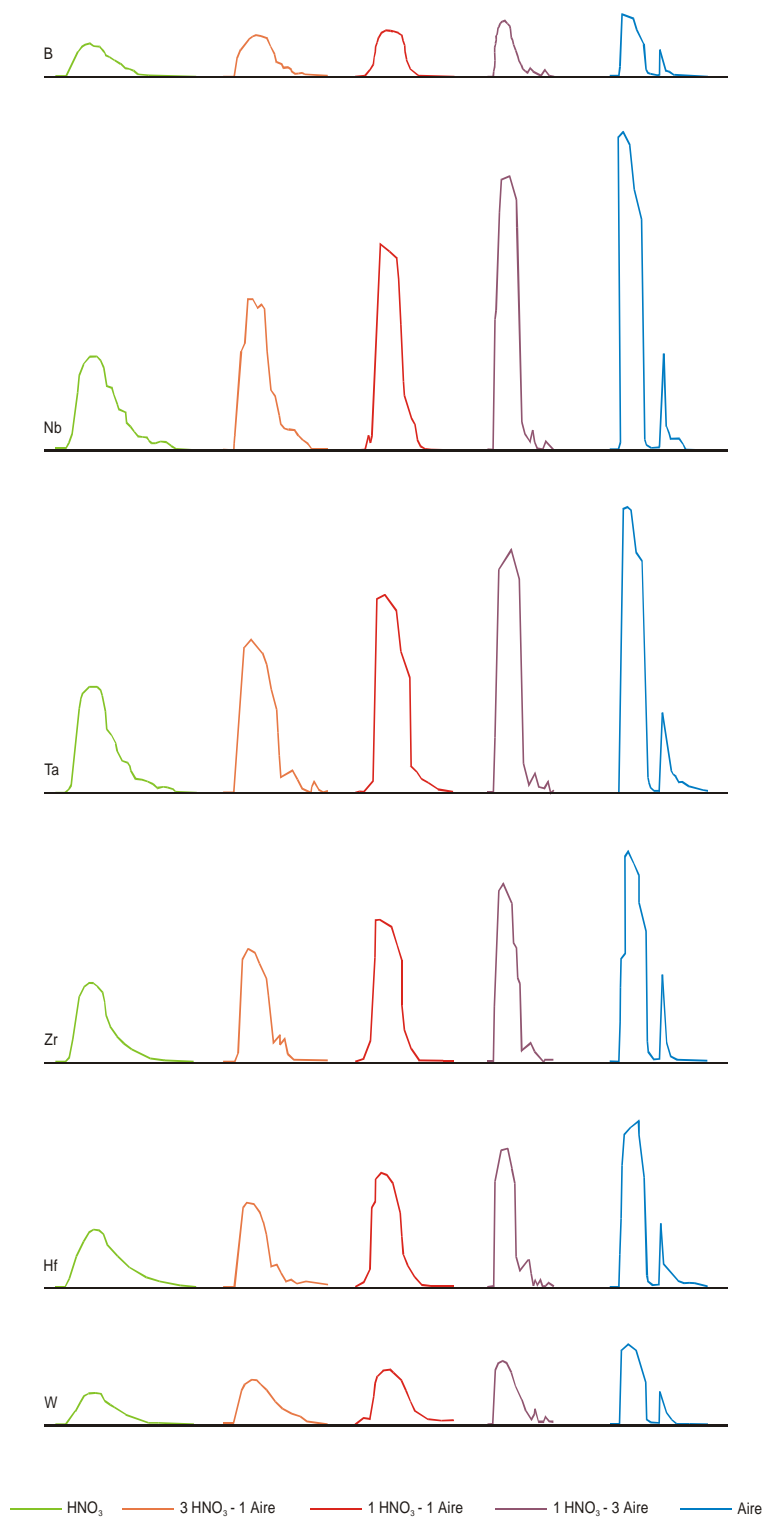 B
Nb
Ta
Zr
Hf
W
HNO₃ 3 HNO₃ - 1 Aire 1 HNO₃ - 1 Aire 1 HNO₃ - 3 Aire Aire